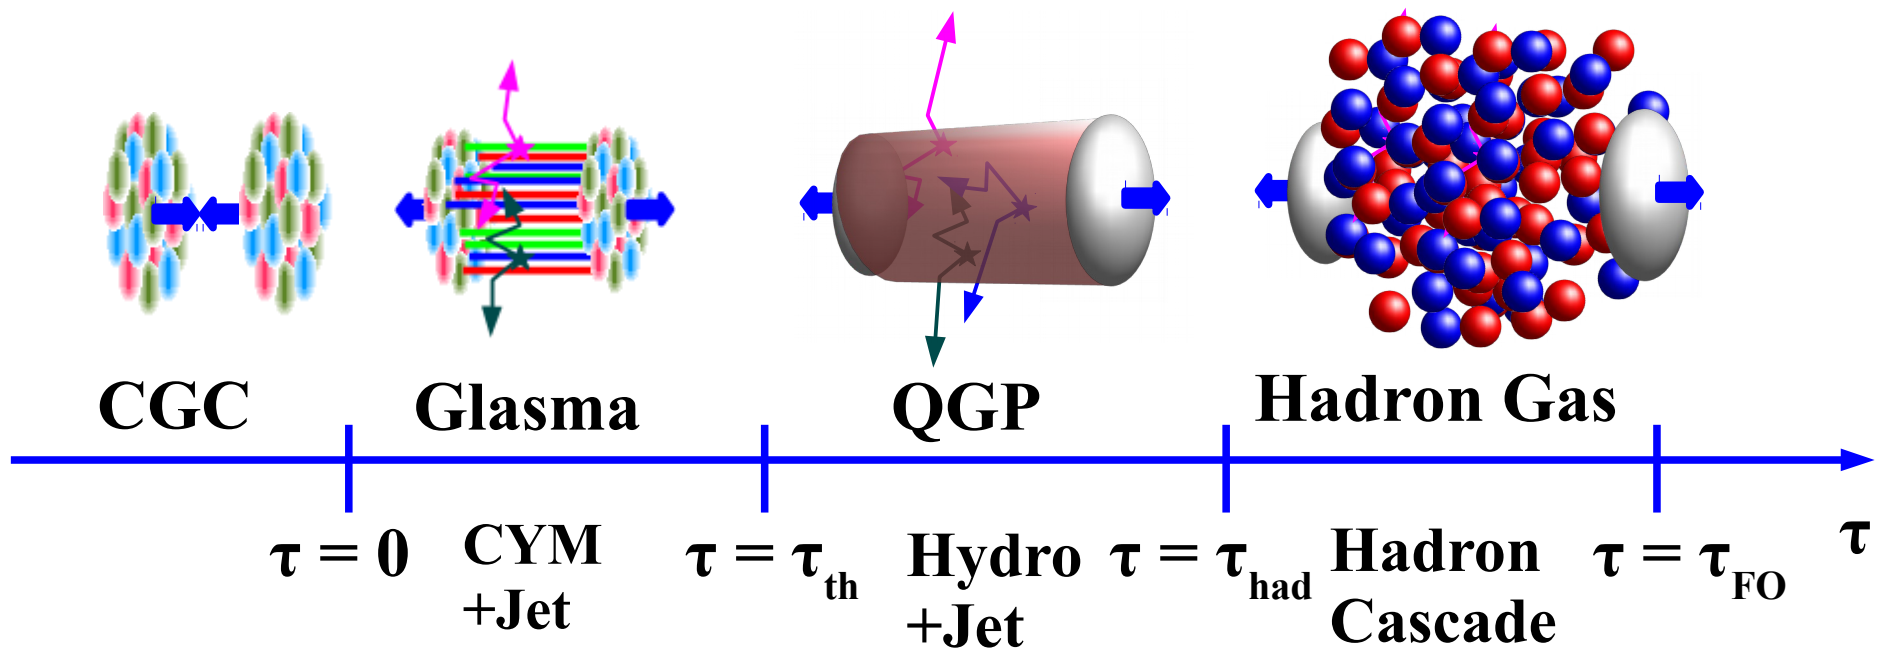 CGC
Glasma
QGP
Hadron Gas
τ = 0
CYM
+Jet
τ = τth
Hydro
+Jet
τ = τhad
Hadron
Cascade
τ = τFO
τ